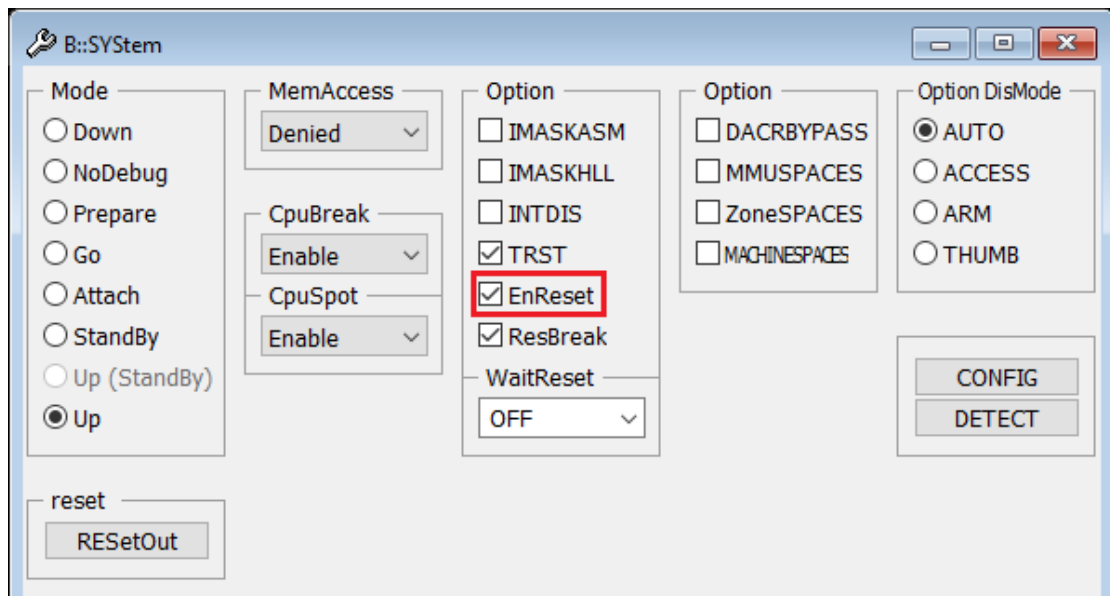 B::SYStem
Mode
Down
NoDebug
Prepare
Go
Attach
StandBy
Up (StandBy)
Up
reset
RESetOut
MemAccess
Denied
CpuBreak
Enable
CpuSpot
Enable
Option
IMASKASM
IMASKHLL
INTDIS
TRST
EnReset
ResBreak
WaitReset
OFF
Option
DACRBYPASS
MMUSPACES
ZoneSPACES
MACHINESPACES
Option DisMode
AUTO
ACCESS
ARM
THUMB
CONFIG
DETECT